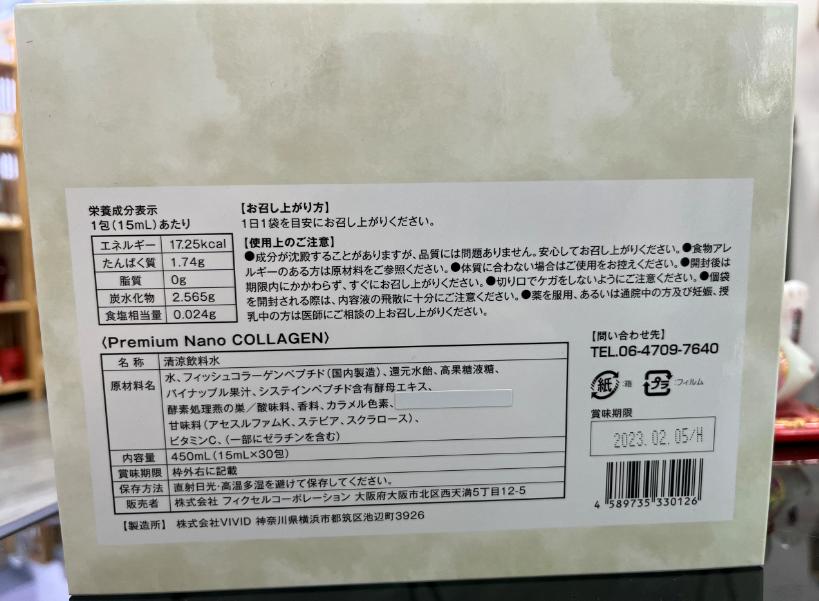 栄養成分表示
1包(15mL)あたり
エネルギー 17.25kcal
たんぱく質 1.74g
脂質 0g
炭水化物 2.565g
食塩相当量 0.024g
【お召し上がり方】
1日1袋を目安にお召し上がりください。
【使用上のご注意】
●成分が沈殿することがありますが、品質には問題ありません。安心してお召し上がりください。●食物アレ
ルギーのある方は原材料をご参照ください。●体質に合わない場合はご使用をお控えください。●開封後は
期限内にかかわらず、すぐにお召し上がりください。●切り口でケガをしないようにご注意ください。●個袋
を開封される際は、内容液の飛散に十分にご注意ください。●薬を服用、あるいは通院中の方及び妊娠、授
乳中の方は医師にご相談の上お召し上がりください。
〈Premium Nano COLLAGEN〉
名 称 清涼飲料水
原材料名 水、フィッシュコラーゲンペプチド(国内製造)、還元水飴、高果糖液糖、
パイナップル果汁、システインペプチド含有酵母エキス、
酵素処理燕の巣/酸味料、香料、カラメル色素、
甘味料(アセスルファムK、ステビア、スクラロース)、
ビタミンC、(一部にゼラチンを含む)
内容量 450mL(15mL×30包)
賞味期限 枠外右に記載
保存方法 直射日光・高温多湿を避けて保存してください。
販売者 株式会社 フィクセルコーポレーション 大阪府大阪市北区西天満5丁目12-5
【製造所】 株式会社VIVID 神奈川県横浜市都筑区池辺町3926
【問い合わせ先】
TEL.06-4709-7640
紙 :箱 プラ :フィルム
賞味期限
2023.02.05/H
4 589735 330126